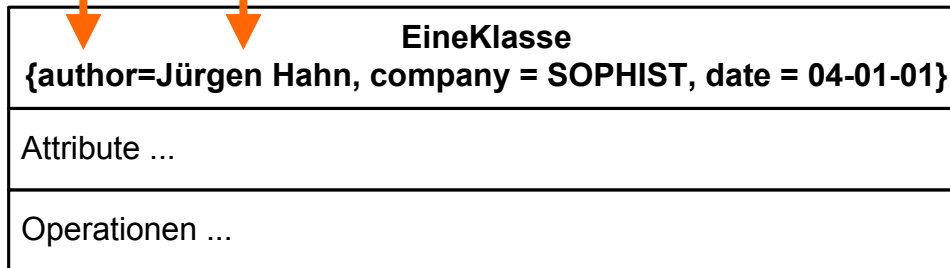 EineKlasse
{author=Jürgen Hahn, company = SOPHIST, date = 04-01-01}
Attribute ...
Operationen ...